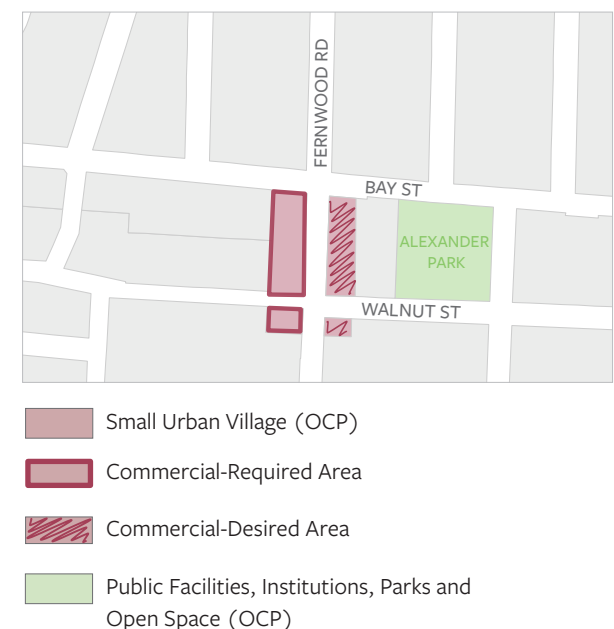 FERNWOOD RD
BAY ST
ALEXANDER
PARK
WALNUT ST
Small Urban Village (OCP)
Commercial-Required Area
Commercial-Desired Area
Public Facilities, Institutions, Parks and
Open Space (OCP)